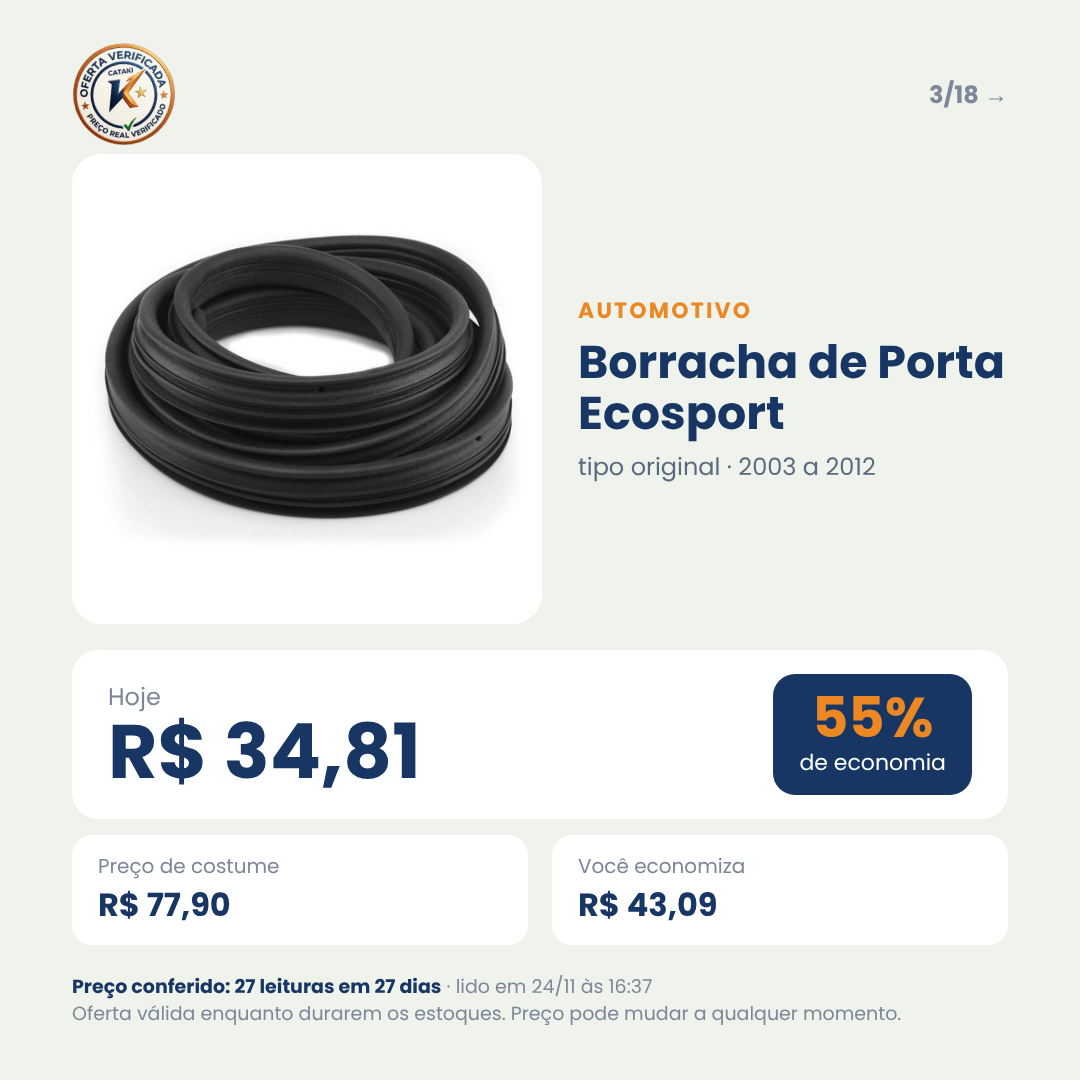 OFERTA VERIFICADA
CATAKI
K
PREÇO REAL VERIFICADO
3/18 →
AUTOMOTIVO
Borracha de Porta
Ecosport
tipo original · 2003 a 2012
Hoje
R$ 34,81
55%
de economia
Preço de costume
R$ 77,90
Você economiza
R$ 43,09
Preço conferido: 27 leituras em 27 dias · lido em 24/11 às 16:37
Oferta válida enquanto durarem os estoques. Preço pode mudar a qualquer momento.